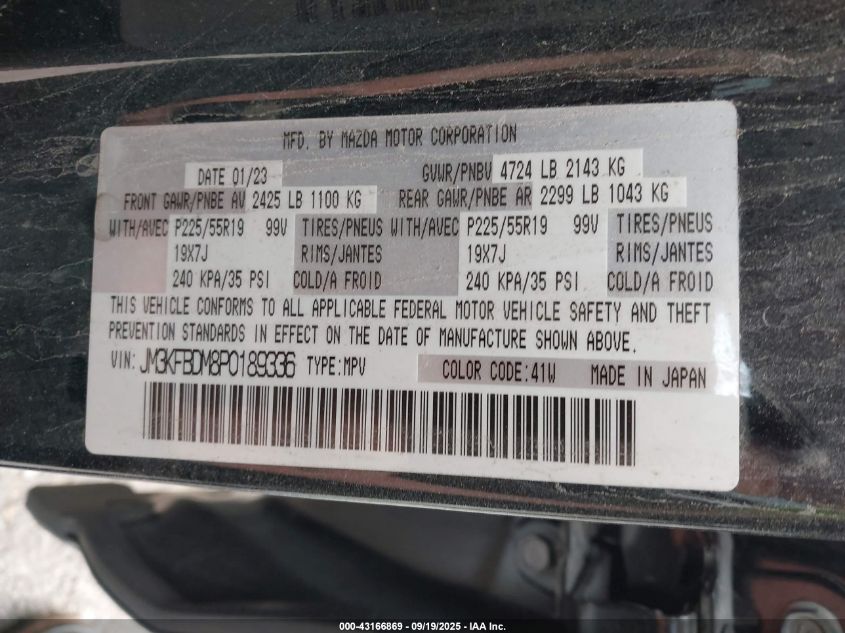 MFD. BY MAZDA MOTOR CORPORATION
DATE 01/23 GVWR/PNBV 4724 LB 2143 KG
FRONT GAWR/PNBE AV 2425 LB 1100 KG REAR GAWR/PNBE AR 2299 LB 1043 KG
WITH/AVEC P225/55R19 99V TIRES/PNEUS WITH/AVEC P225/55R19 99V TIRES/PNEUS
19X7J RIMS/JANTES 19X7J RIMS/JANTES
240 KPA/35 PSI COLD/A FROID 240 KPA/35 PSI COLD/A FROID
THIS VEHICLE CONFORMS TO ALL APPLICABLE FEDERAL MOTOR VEHICLE SAFETY AND THEFT
PREVENTION STANDARDS IN EFFECT ON THE DATE OF MANUFACTURE SHOWN ABOVE.
VIN: JM3KFBDM8P0189336 TYPE:MPV COLOR CODE:41W MADE IN JAPAN
000-43166869 - 09/19/2025 - IAA Inc.